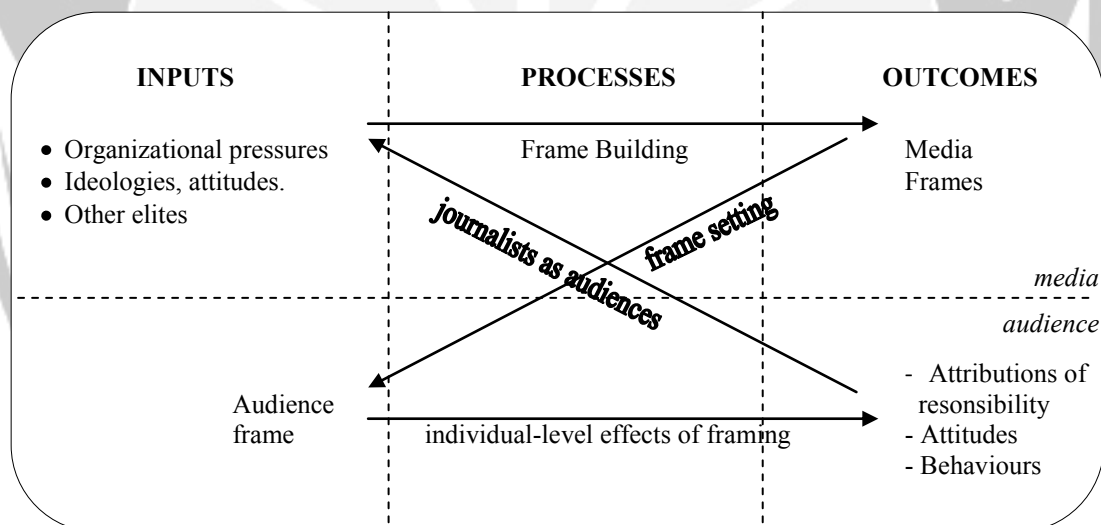 INPUTS
PROCESSES
OUTCOMES
• Organizational pressures
• Ideologies, attitudes.
• Other elites
Frame Building
Media
Frames
journalists as audiences
frame setting
media
audience
Audience
frame
individual-level effects of framing
- Attributions of
resonsibility
- Attitudes
- Behaviours